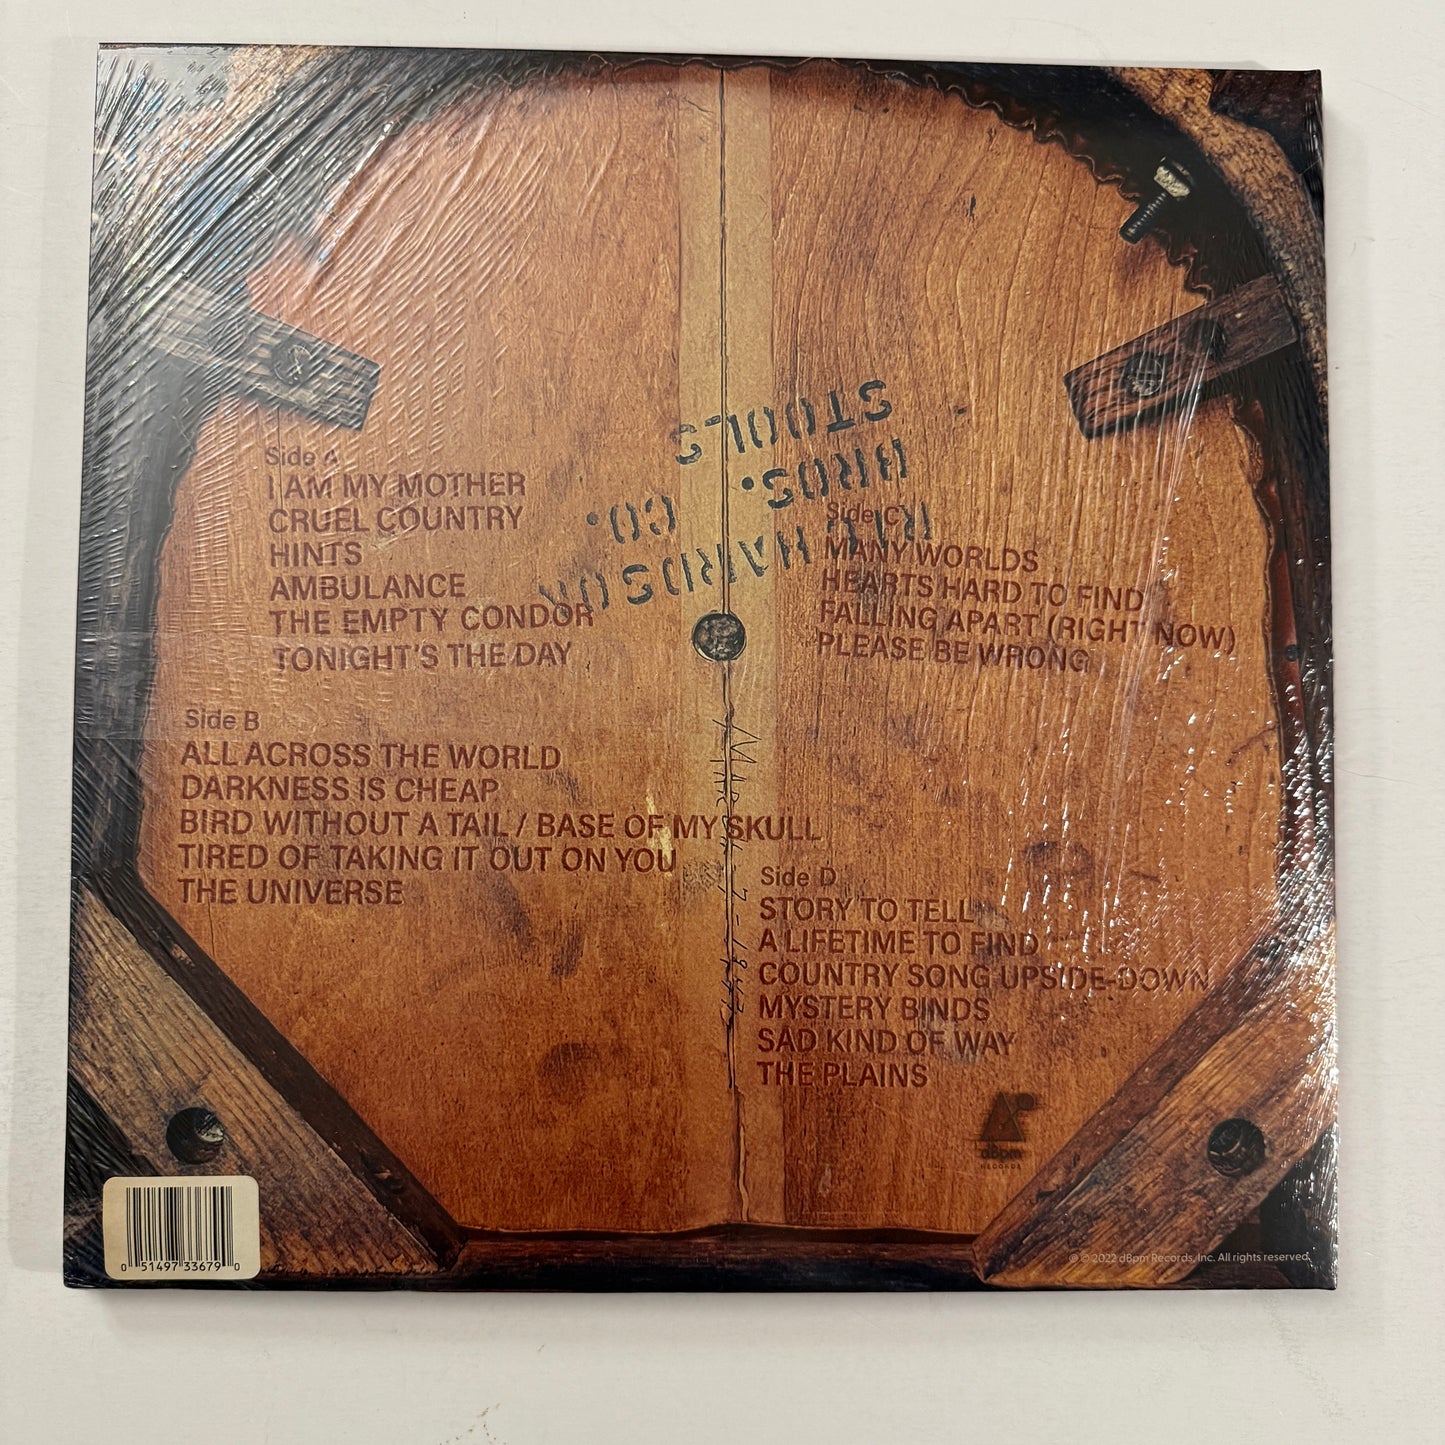 Side A
I AM MY MOTHER
CRUEL COUNTRY
HINTS
AMBULANCE
THE EMPTY CONDOR
TONIGHT'S THE DAY
Side B
ALL ACROSS THE WORLD
DARKNESS IS CHEAP
BIRD WITHOUT A TAIL / BASE OF MY SKULL
TIRED OF TAKING IT OUT ON YOU
THE UNIVERSE
STOOLS
BROS.
CO.
Side C
MANY WORLDS
HEARTS HARD TO FIND
FALLING APART (RIGHT NOW)
PLEASE BE WRONG
Side D
STORY TO TELL
A LIFETIME TO FIND
COUNTRY SONG UPSIDE-DOWN
MYSTERY BINDS
SAD KIND OF WAY
THE PLAINS
dBpm
RECORDS
0 51497 33679 0
℗ © 2022 dBpm Records, Inc. All rights reserved.